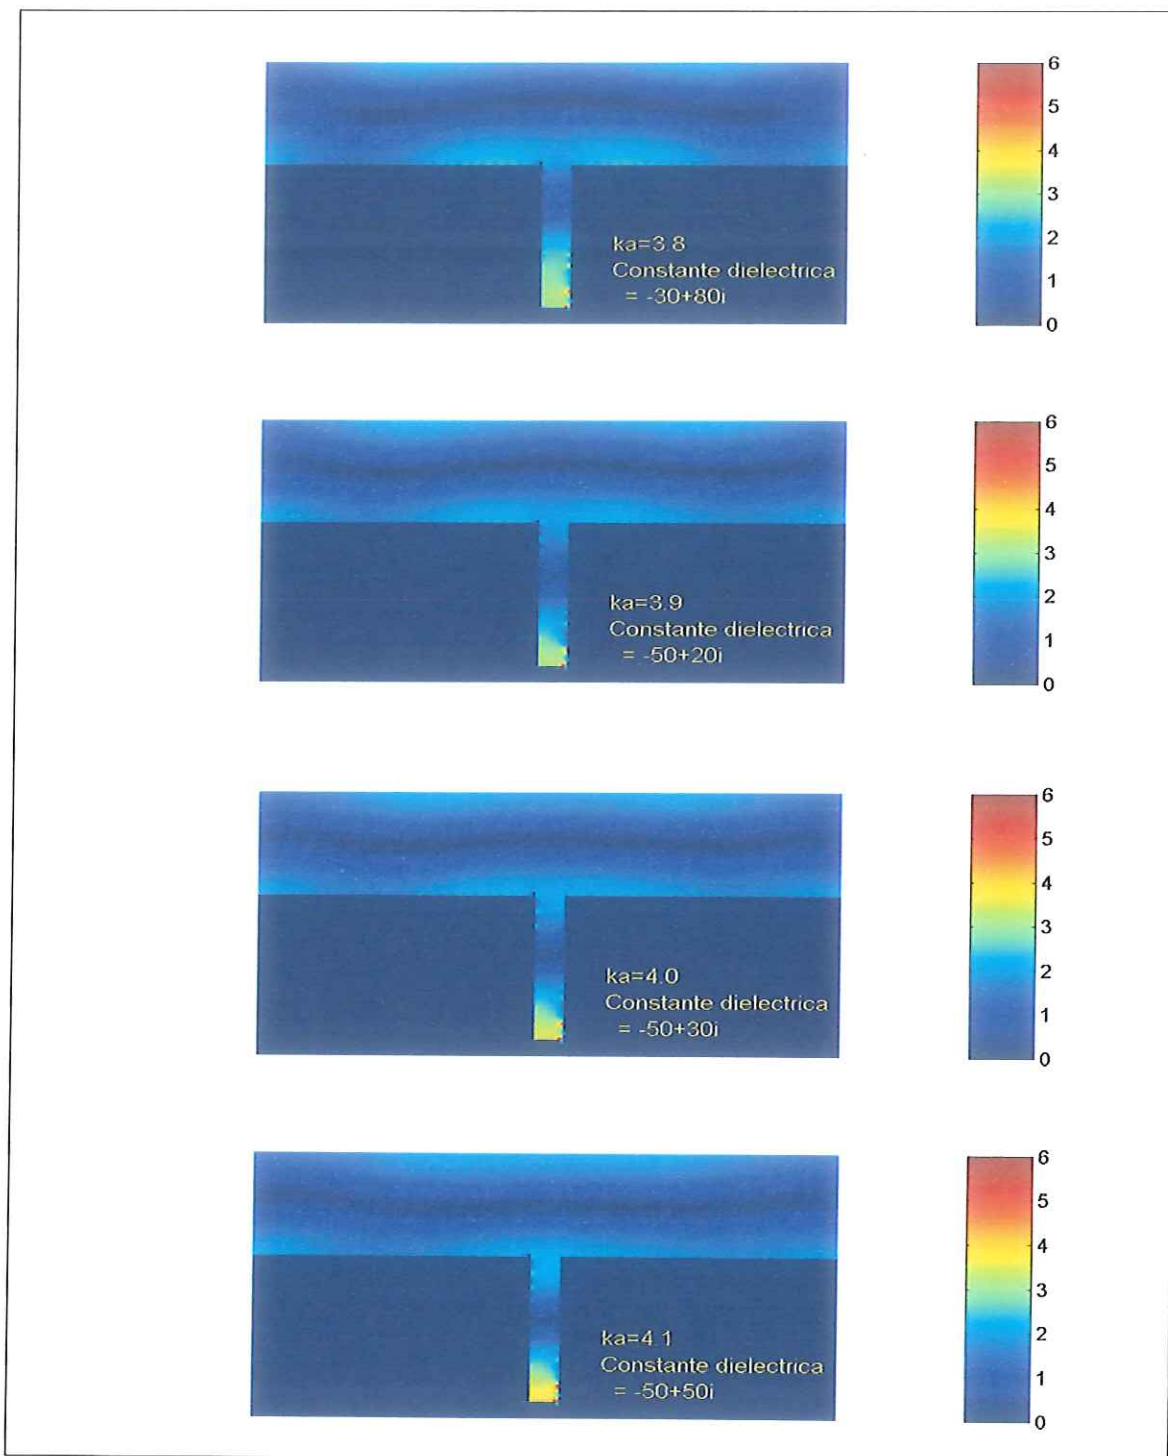 6
5
4
3
2
1
0
ka=3.8
Constante dielectrica
= -30+80i
6
5
4
3
2
1
0
ka=3.9
Constante dielectrica
= -50+20i
6
5
4
3
2
1
0
ka=4.0
Constante dielectrica
= -50+30i
6
5
4
3
2
1
0
ka=4.1
Constante dielectrica
= -50+50i